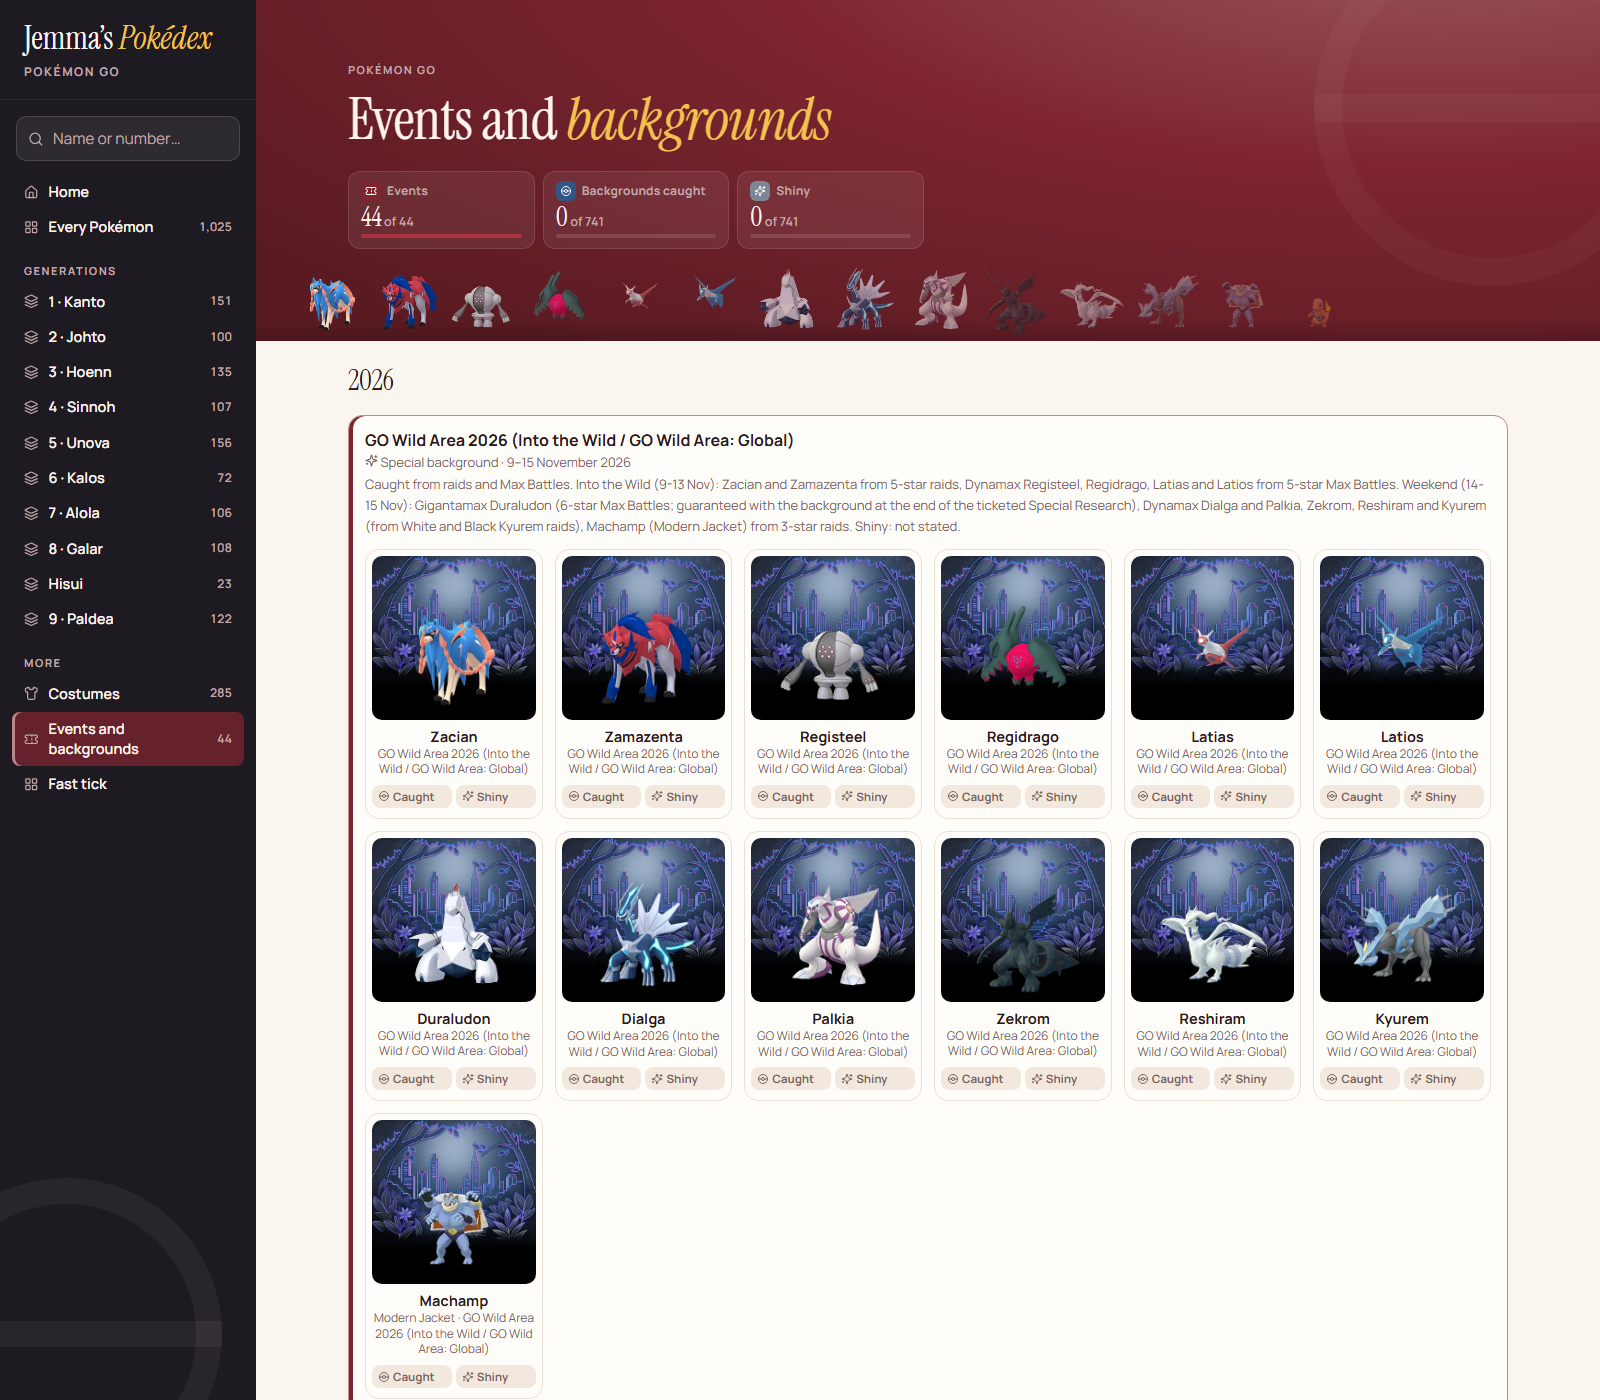 Jemma's Pokédex
POKÉMON GO
Name or number...
Home
Every Pokémon 1,025
GENERATIONS
1 · Kanto 151
2 · Johto 100
3 · Hoenn 135
4 · Sinnoh 107
5 · Unova 156
6 · Kalos 72
7 · Alola 106
8 · Galar 108
Hisui 23
9 · Paldea 122
MORE
Costumes 285
Events and
backgrounds 44
Fast tick
POKÉMON GO
Events and backgrounds
Events
44 of 44
Backgrounds caught
0 of 741
Shiny
0 of 741
2026
GO Wild Area 2026 (Into the Wild / GO Wild Area: Global)
Special background · 9–15 November 2026
Caught from raids and Max Battles. Into the Wild (9-13 Nov): Zacian and Zamazenta from 5-star raids, Dynamax Registeel, Regidrago, Latias and Latios from 5-star Max Battles. Weekend (14-
15 Nov): Gigantamax Duraludon (6-star Max Battles; guaranteed with the background at the end of the ticketed Special Research), Dynamax Dialga and Palkia, Zekrom, Reshiram and Kyurem
(from White and Black Kyurem raids), Machamp (Modern Jacket) from 3-star raids. Shiny: not stated.
Zacian
GO Wild Area 2026 (Into the
Wild / GO Wild Area: Global)
Caught Shiny
Zamazenta
GO Wild Area 2026 (Into the
Wild / GO Wild Area: Global)
Caught Shiny
Registeel
GO Wild Area 2026 (Into the
Wild / GO Wild Area: Global)
Caught Shiny
Regidrago
GO Wild Area 2026 (Into the
Wild / GO Wild Area: Global)
Caught Shiny
Latias
GO Wild Area 2026 (Into the
Wild / GO Wild Area: Global)
Caught Shiny
Latios
GO Wild Area 2026 (Into the
Wild / GO Wild Area: Global)
Caught Shiny
Duraludon
GO Wild Area 2026 (Into the
Wild / GO Wild Area: Global)
Caught Shiny
Dialga
GO Wild Area 2026 (Into the
Wild / GO Wild Area: Global)
Caught Shiny
Palkia
GO Wild Area 2026 (Into the
Wild / GO Wild Area: Global)
Caught Shiny
Zekrom
GO Wild Area 2026 (Into the
Wild / GO Wild Area: Global)
Caught Shiny
Reshiram
GO Wild Area 2026 (Into the
Wild / GO Wild Area: Global)
Caught Shiny
Kyurem
GO Wild Area 2026 (Into the
Wild / GO Wild Area: Global)
Caught Shiny
Machamp
Modern Jacket · GO Wild Area
2026 (Into the Wild / GO Wild
Area: Global)
Caught Shiny